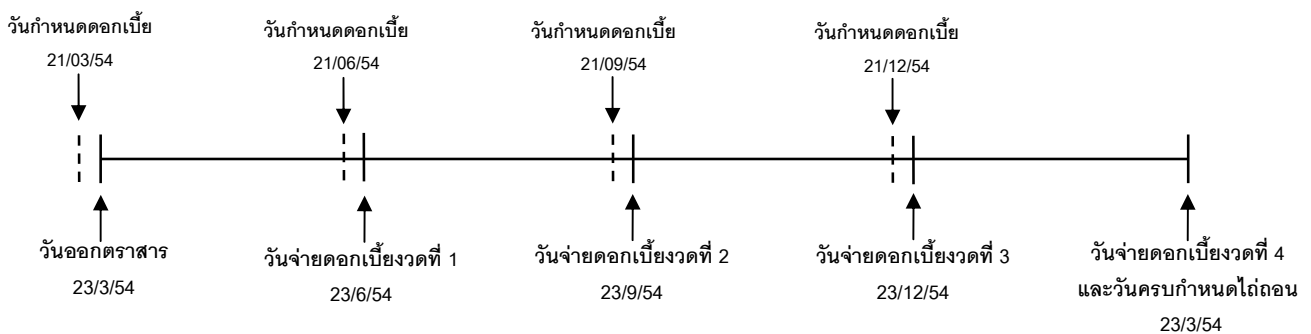 วันกำหนดดอกเบี้ย
21/03/54
วันกำหนดดอกเบี้ย
21/06/54
วันกำหนดดอกเบี้ย
21/09/54
วันกำหนดดอกเบี้ย
21/12/54
วันออกตราสาร
23/3/54
วันจ่ายดอกเบี้ยงวดที่ 1
23/6/54
วันจ่ายดอกเบี้ยงวดที่ 2
23/9/54
วันจ่ายดอกเบี้ยงวดที่ 3
23/12/54
วันจ่ายดอกเบี้ยงวดที่ 4
และวันครบกำหนดไถ่ถอน
23/3/54